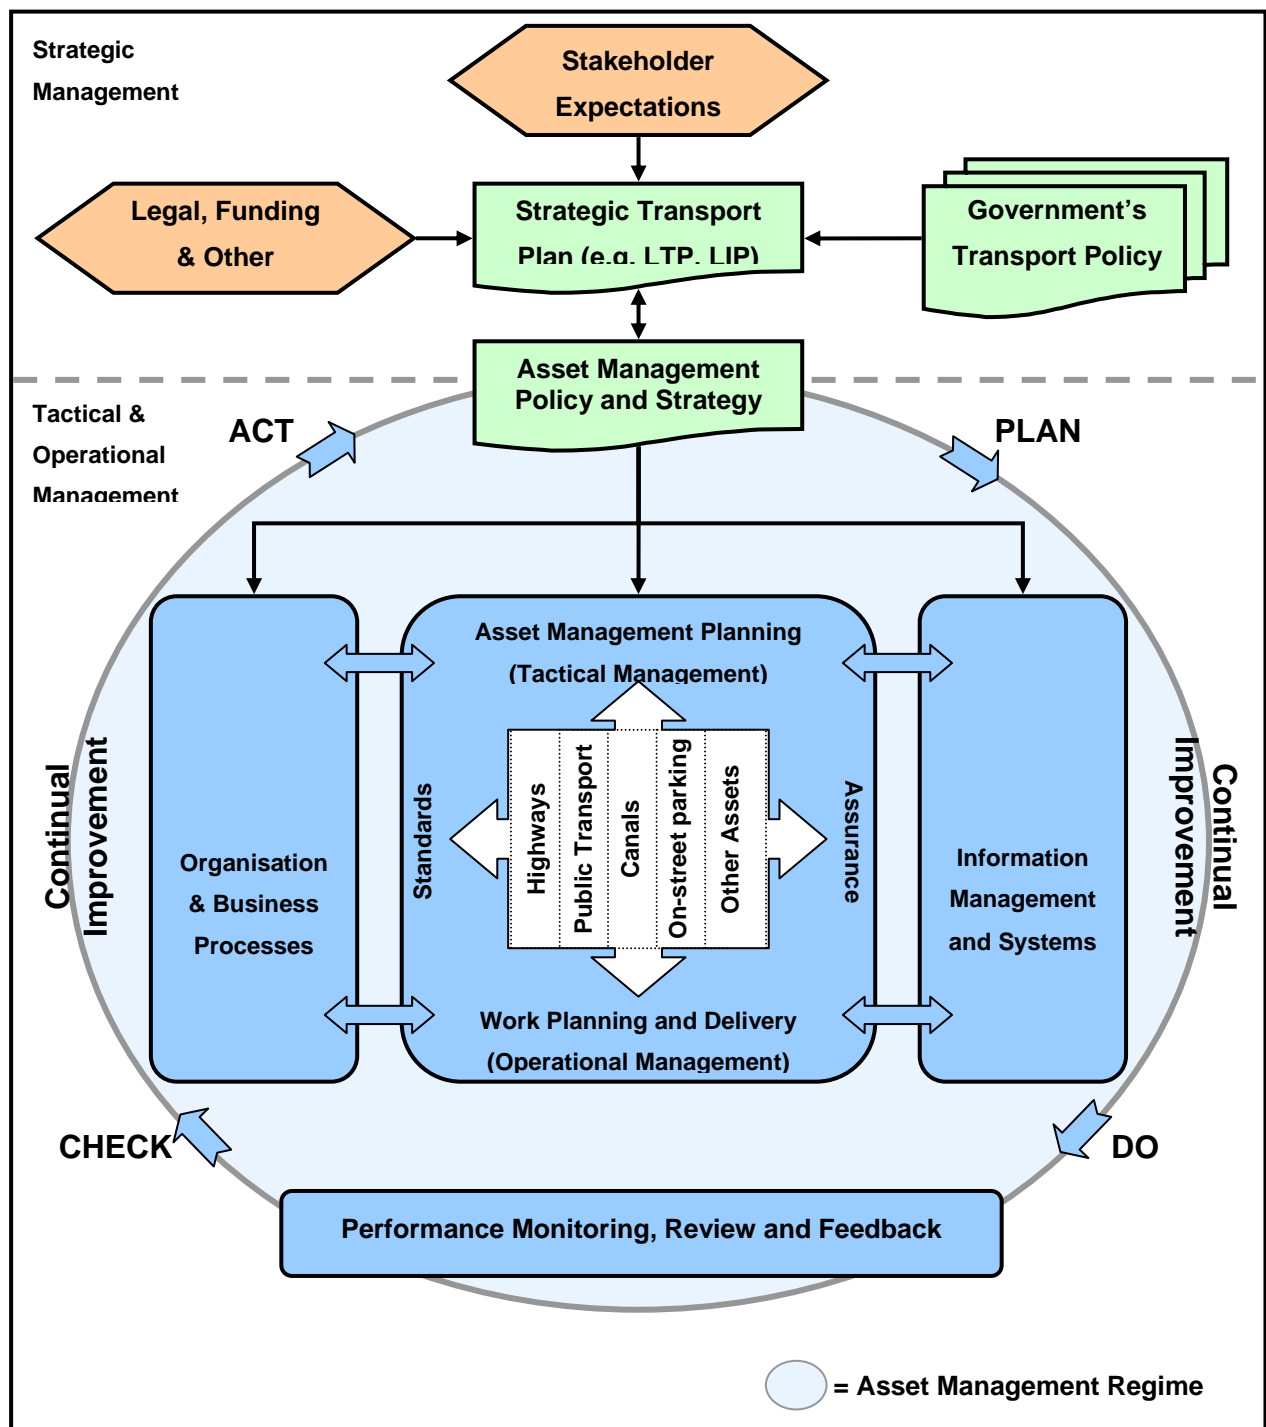 Strategic
Management
Stakeholder
Expectations
Legal, Funding
& Other
Strategic Transport
Plan (e.g. LTP, LIP)
Government's
Transport Policy
Asset Management
Policy and Strategy
Tactical &
Operational
Management
ACT
PLAN
Asset Management Planning
(Tactical Management)
Continual
Improvement
Organisation
& Business
Processes
Standards
Highways
Public Transport
Canals
On-street parking
Other Assets
Assurance
Information
Management
and Systems
Continual
Improvement
Work Planning and Delivery
(Operational Management)
CHECK
DO
Performance Monitoring, Review and Feedback
= Asset Management Regime